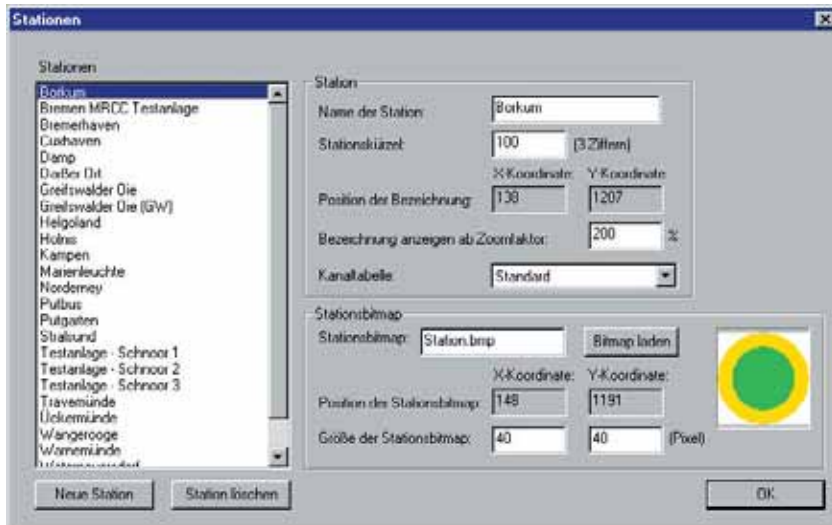 Stationen
Stationen
Borkum
Bremen MRCC Testanlage
Bremerhaven
Cuxhaven
Damp
Darßer Ort
Greifswalder Oie
Greifswalder Oie (GW)
Helgoland
Holnis
Kampen
Marienleuchte
Norderney
Putbus
Putgarten
Stralsund
Testanlage - Schnoor 1
Testanlage - Schnoor 2
Testanlage - Schnoor 3
Travemünde
Ückermünde
Wangerooge
Warnemünde
Neue Station
Station löschen
Station
Name der Station: Borkum
Stationskürzel: 100 (3 Ziffern)
X-Koordinate: Y-Koordinate
Position der Bezeichnung: 138 1207
Bezeichnung anzeigen ab Zoomfaktor: 200 %
Kanaltabelle: Standard
Stationsbitmap
Stationsbitmap: Station.bmp Bitmap laden
X-Koordinate: Y-Koordinate:
Position der Stationsbitmap: 148 1191
Größe der Stationsbitmap: 40 40 (Pixel)
OK